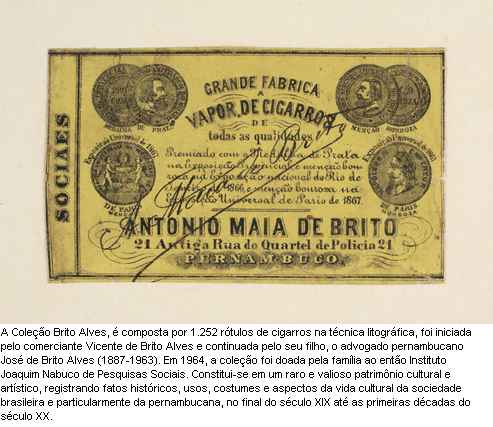 SOCIAES
GRANDE FABRICA
A
VAPOR, DE CIGARROS
DE
todas as qualidades
Premiado com a Medalha de Prata
na exposição provincial e menção hon-
roza na exposição nacional do Rio de
Janeiro de 1866 e menção honroza na
Universal de Paris de 1867.
MEDALHA DE PRATA
MENÇAO HONROZA
DE PARIS
DE PARIS
ANTONIO MAIA DE BRITO
21 Antiga Rua do Quartel de Policia 21
PERNAMBUCO.
A Coleção Brito Alves, é composta por 1.252 rótulos de cigarros na técnica litográfica, foi iniciada
pelo comerciante Vicente de Brito Alves e continuada pelo seu filho, o advogado pernambucano
José de Brito Alves (1887-1963). Em 1964, a coleção foi doada pela família ao então Instituto
Joaquim Nabuco de Pesquisas Sociais. Constitui-se em um raro e valioso patrimônio cultural e
artístico, registrando fatos históricos, usos, costumes e aspectos da vida cultural da sociedade
brasileira e particularmente da pernambucana, no final do século XIX até as primeiras décadas do
século XX.